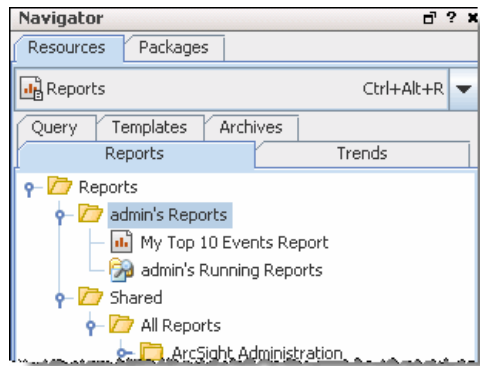 Navigator ?
Resources Packages
Reports Ctrl+Alt+R
Query Templates Archives
Reports Trends
Reports
admin's Reports
My Top 10 Events Report
admin's Running Reports
Shared
All Reports
ArcSight Administration